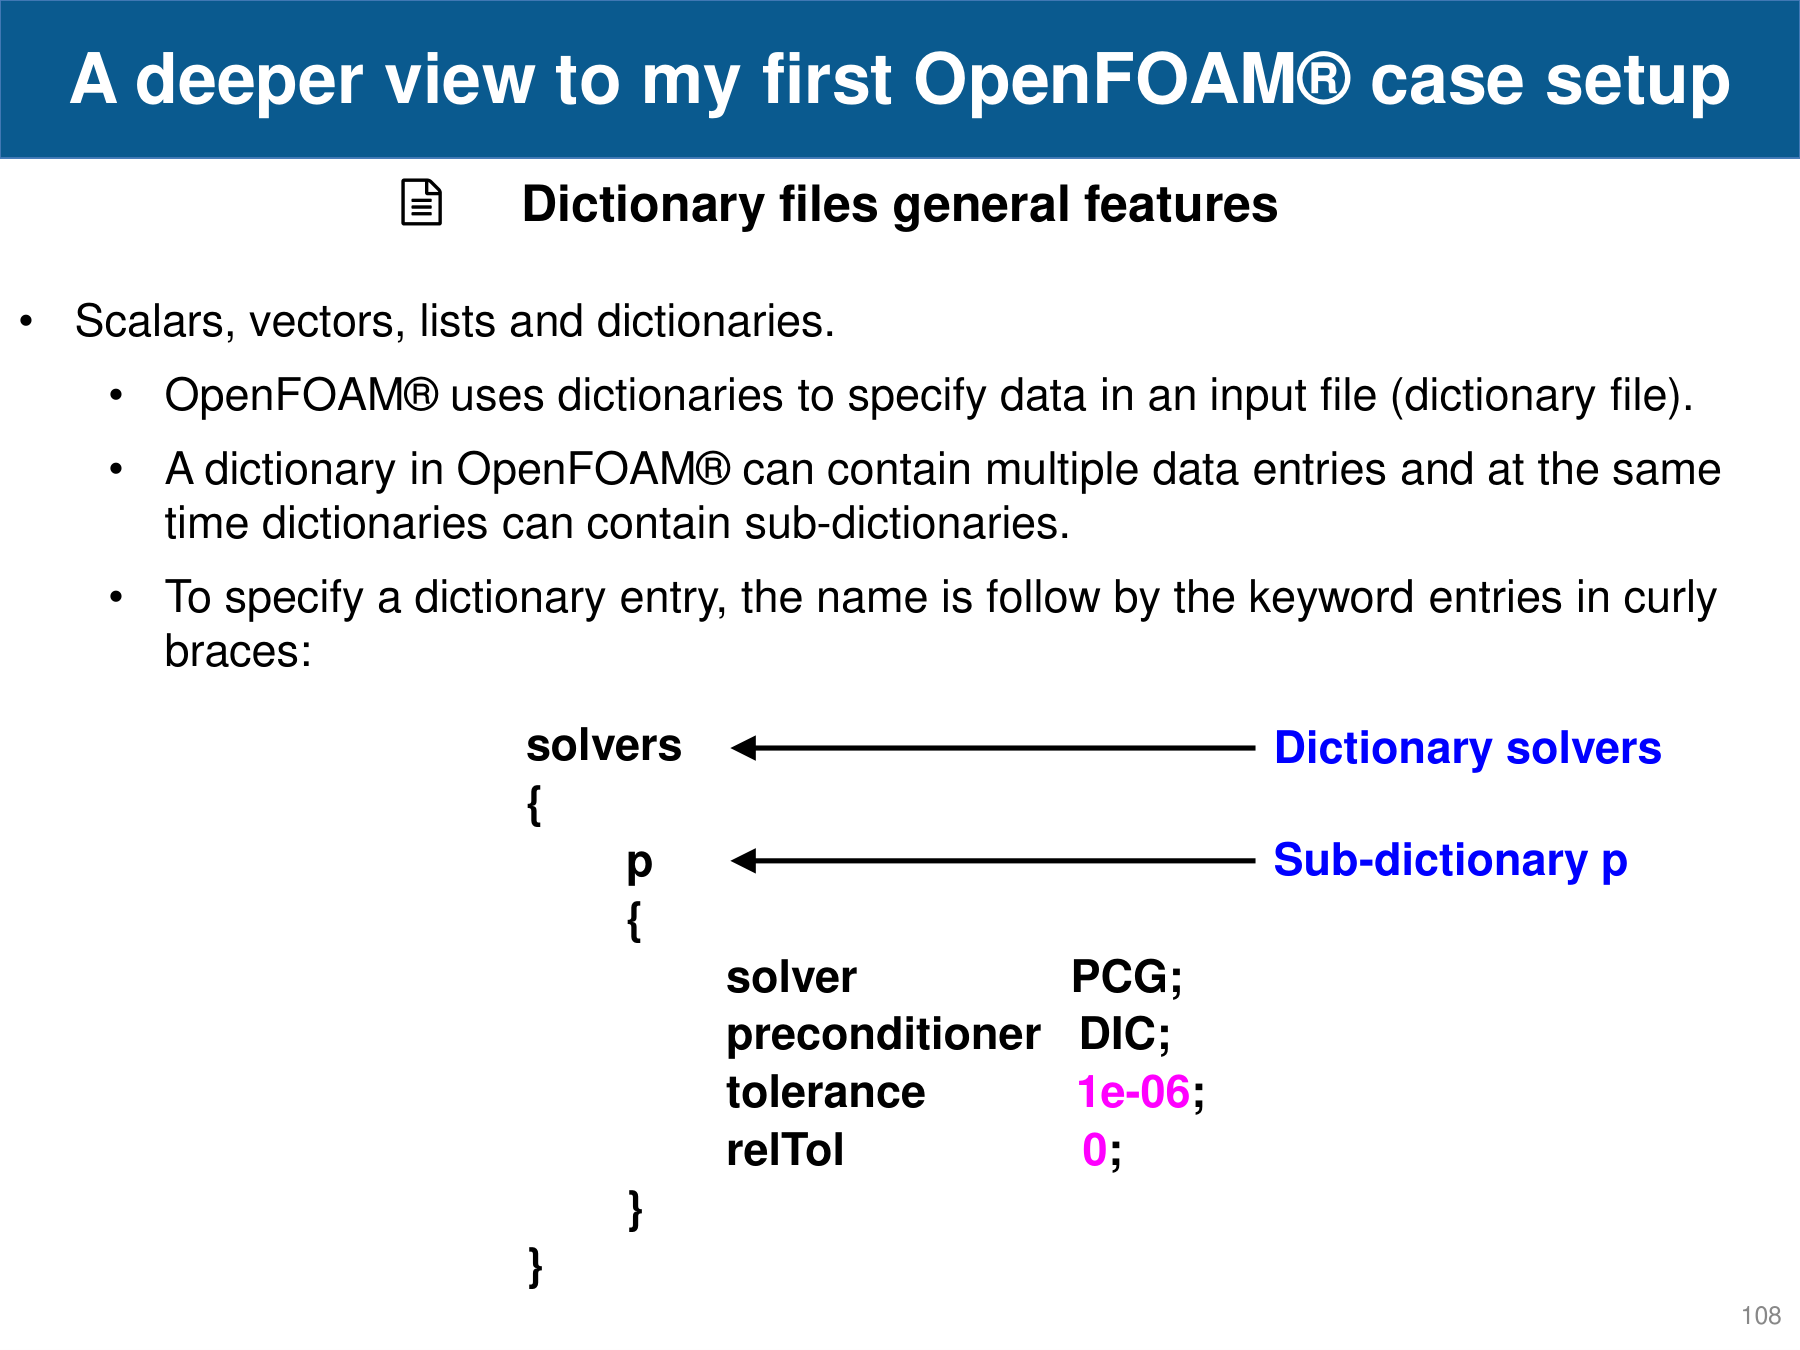 A deeper view to my first OpenFOAM® case setup
Dictionary files general features
• Scalars, vectors, lists and dictionaries.
• OpenFOAM® uses dictionaries to specify data in an input file (dictionary file).
• A dictionary in OpenFOAM® can contain multiple data entries and at the same
time dictionaries can contain sub-dictionaries.
• To specify a dictionary entry, the name is follow by the keyword entries in curly
braces:
solvers Dictionary solvers
{
p Sub-dictionary p
{
solver PCG;
preconditioner DIC;
tolerance 1e-06;
relTol 0;
}
}
108